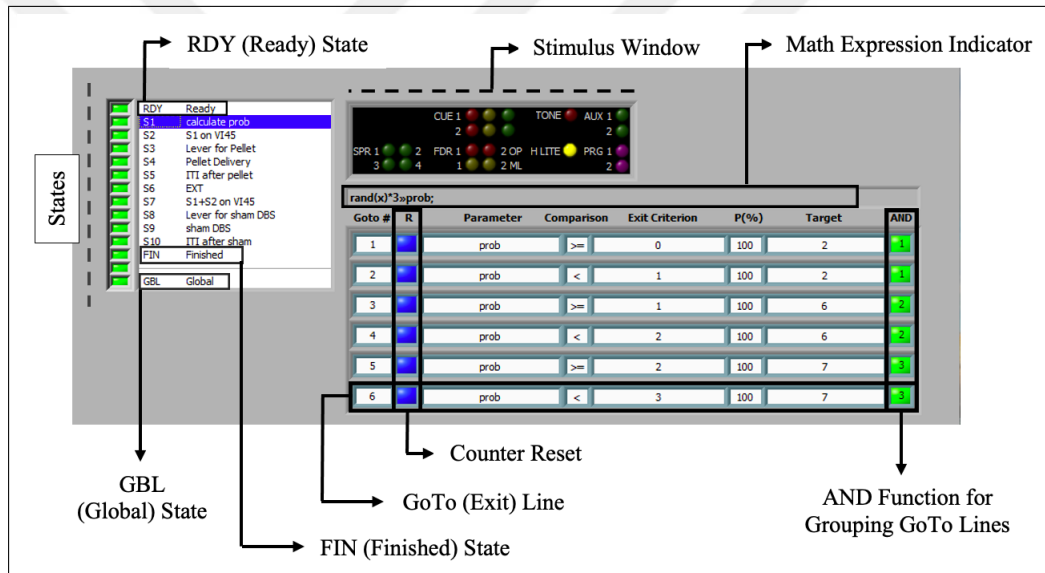 RDY (Ready) State
Stimulus Window
Math Expression Indicator
States
RDY Ready
S1 calculate prob
S2 S1 on VI45
S3 Lever for Pellet
S4 Pellet Delivery
S5 ITI after pellet
S6 EXT
S7 S1+S2 on VI45
S8 Lever for sham DBS
S9 sham DBS
S10 ITI after sham
FIN Finished
GBL Global
CUE 1 TONE AUX 1
2 2
SPR 1 2 FDR 1 2 OP H LITE PRG 1
3 4 1 2 ML 2
rand(x)*3»prob;
Goto # R Parameter Comparison Exit Criterion P(%) Target AND
1 prob >= 0 100 2 1
2 prob < 1 100 2 1
3 prob >= 1 100 6 2
4 prob < 2 100 6 2
5 prob >= 2 100 7 3
6 prob < 3 100 7 3
Counter Reset
GBL
(Global) State
GoTo (Exit) Line
AND Function for
Grouping GoTo Lines
FIN (Finished) State